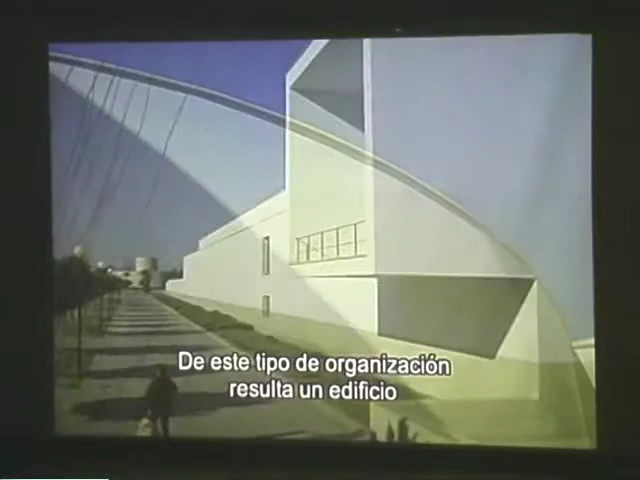 De este tipo de organización
resulta un edificio